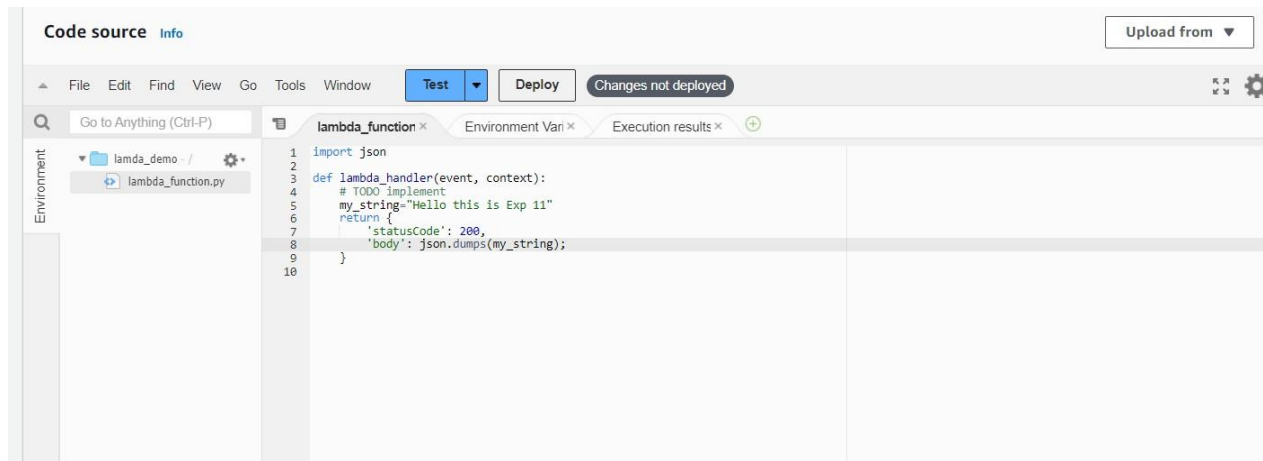 Code source Info
Upload from
File Edit Find View Go Tools Window Test Deploy Changes not deployed
Go to Anything (Ctrl-P)
lambda_function × Environment Vari × Execution results ×
Environment
lamda_demo - /
lambda_function.py
1 import json
2
3 def lambda_handler(event, context):
4 # TODO implement
5 my_string="Hello this is Exp 11"
6 return {
7 'statusCode': 200,
8 'body': json.dumps(my_string);
9 }
10